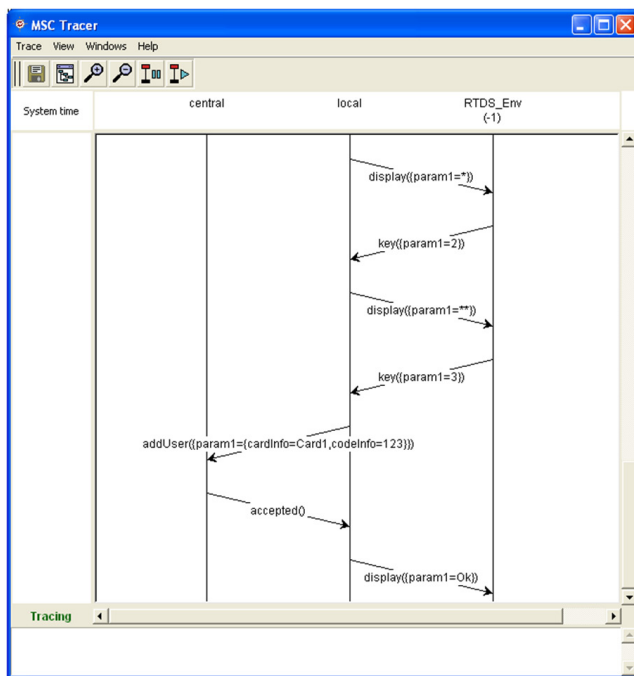 MSC Tracer
Trace View Windows Help
System time
central
local
RTDS_Env
(-1)
display({param1=*})
key({param1=2})
display({param1=**})
key({param1=3})
addUser({param1={cardInfo=Card1,codeInfo=123}})
accepted()
display({param1=Ok})
Tracing